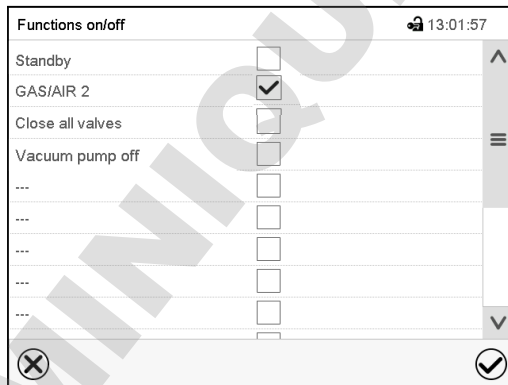 Functions on/off 13:01:57
Standby
GAS/AIR 2
Close all valves
Vacuum pump off
---
---
---
---
---